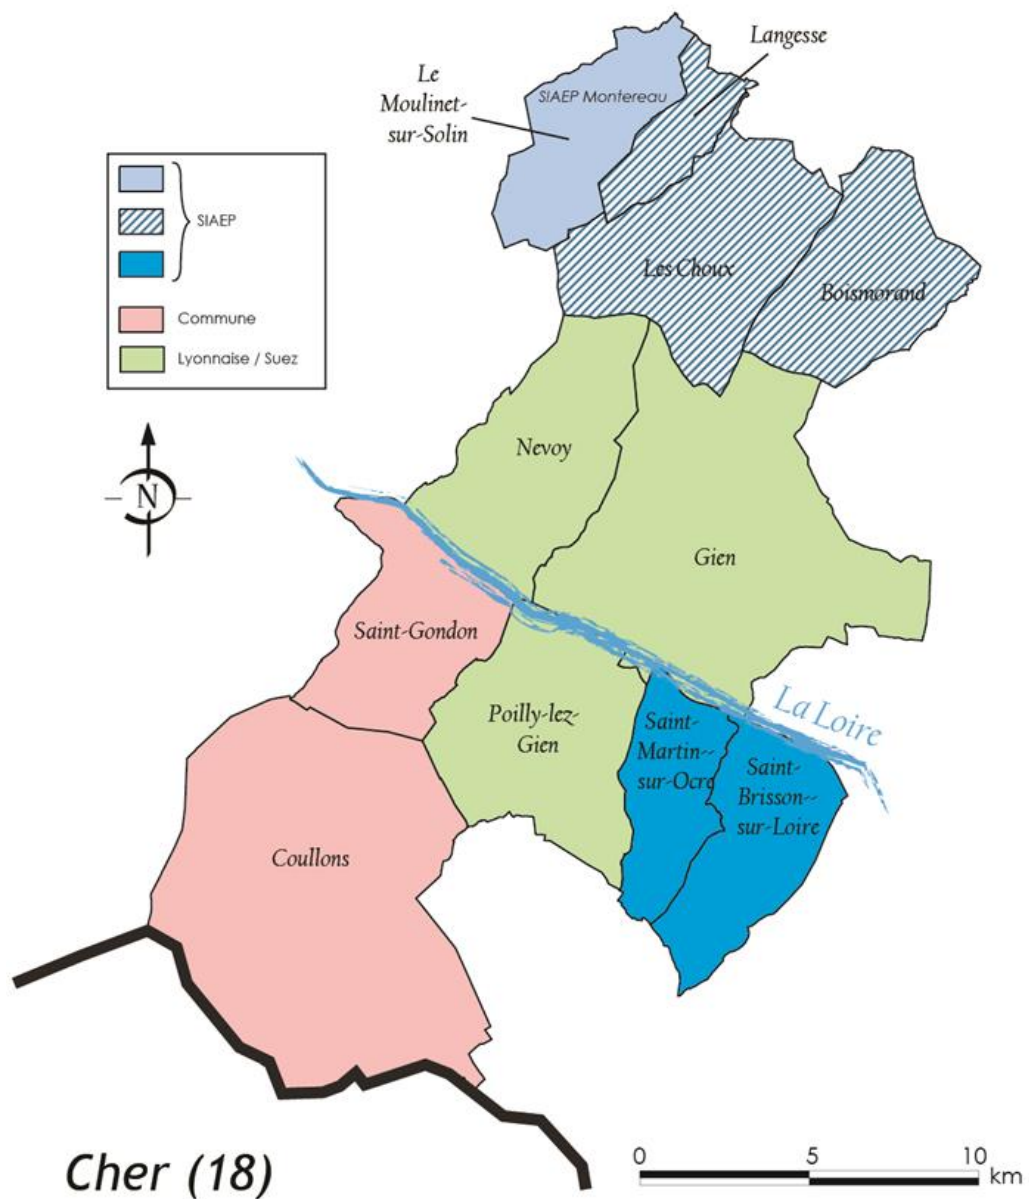 Langesse
Le
Moulinet-
sur-Solin
SIAEP Montereau
SIAEP
Commune
Lyonnaise / Suez
Les Choux
Boismorand
N
Nevoy
Gien
Saint-Gondon
La Loire
Poilly-lez-
Gien
Saint-
Martin--
sur-Ocre
Saint-
Brisson--
sur-Loire
Coullons
Cher (18)
0 5 10
km